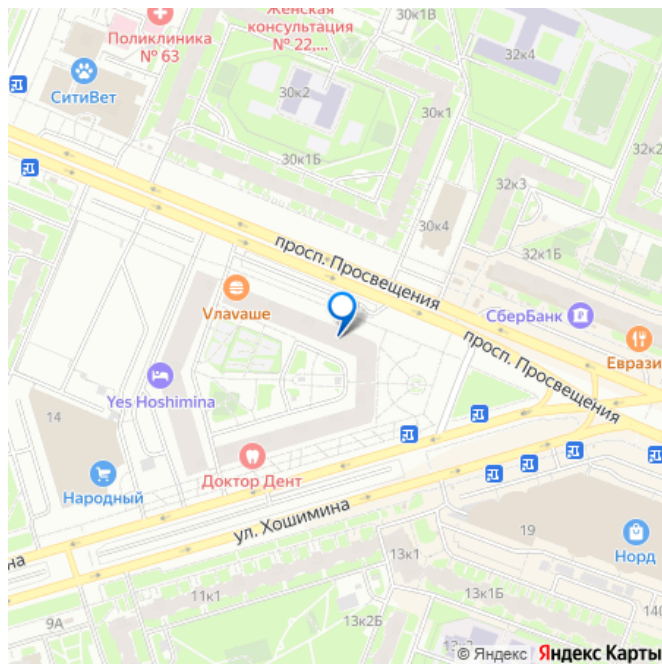 Женская
консультация
№ 22,...
30к1В
Поликлиника
№ 63
32к4
СитиВет
30к2
30к1
30к1Б
32к2
32к3
30к4
просп. Просвещения
32к1Б
Vлаваше
СберБанк
Еврази
просп. Просвещения
Yes Hoshimina
14
Доктор Дент
Народный
ул. Хошимина
19
Норд
на
13к1
11к1
13к1Б
9А
13к2Б
© Яндекс Яндекс Карты